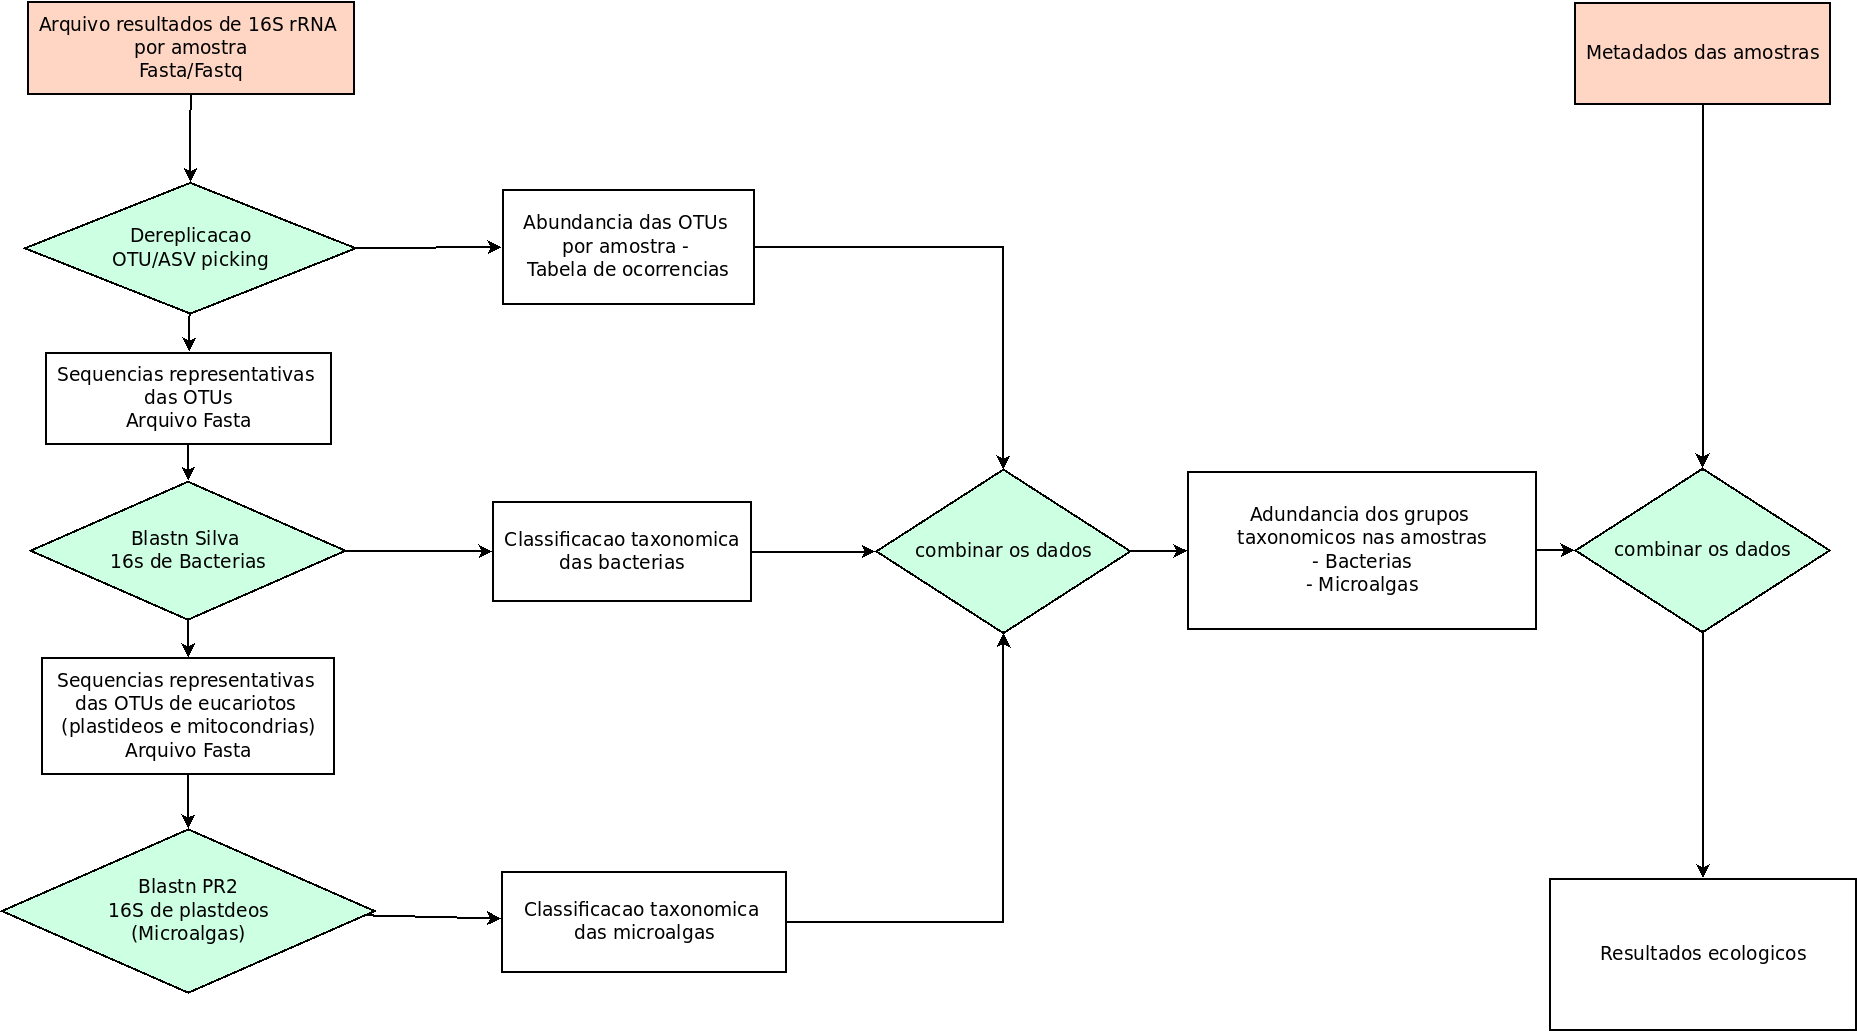 Arquivo resultados de 16S rRNA
por amostra
Fasta/Fastq
Metadados das amostras
Dereplicacao
OTU/ASV picking
Abundancia das OTUs
por amostra -
Tabela de ocorrencias
Sequencias representativas
das OTUs
Arquivo Fasta
Blastn Silva
16s de Bacterias
Classificacao taxonomica
das bacterias
combinar os dados
Adundancia dos grupos
taxonomicos nas amostras
- Bacterias
- Microalgas
combinar os dados
Sequencias representativas
das OTUs de eucariotos
(plastideos e mitocondrias)
Arquivo Fasta
Blastn PR2
16S de plastdeos
(Microalgas)
Classificacao taxonomica
das microalgas
Resultados ecologicos